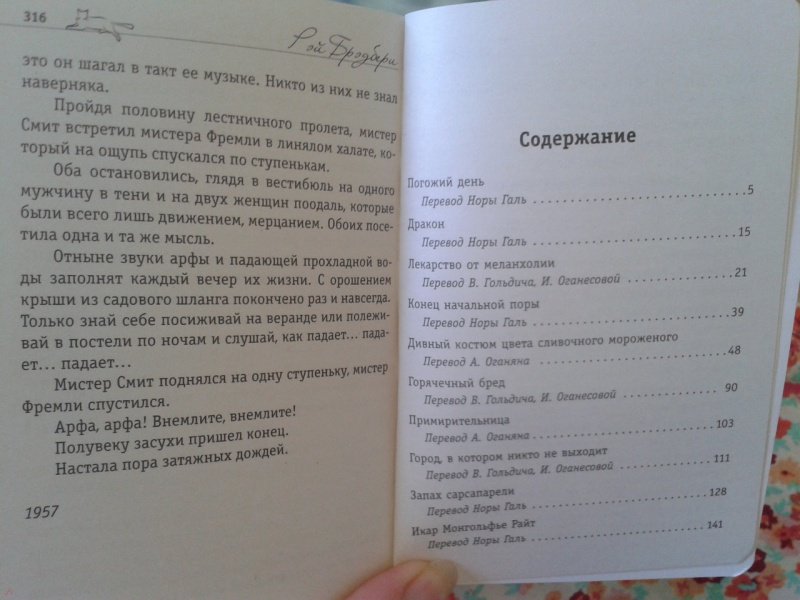 316
Рэй Брэдбери
это он шагал в такт ее музыке. Никто из них не знал
наверняка.
Пройдя половину лестничного пролета, мистер
Смит встретил мистера Фремли в линялом халате, ко-
торый на ощупь спускался по ступенькам.
Оба остановились, глядя в вестибюль на одного
мужчину в тени и на двух женщин поодаль, которые
были всего лишь движением, мерцанием. Обоих посе-
тила одна и та же мысль.
Отныне звуки арфы и падающей прохладной во-
ды заполнят каждый вечер их жизни. С орошением
крыши из садового шланга покончено раз и навсегда.
Только знай себе посиживай на веранде или полежи-
вай в постели по ночам и слушай, как падает... пада-
ет... падает...
Мистер Смит поднялся на одну ступеньку, мистер
Фремли спустился.
Арфа, арфа! Внемлите, внемлите!
Полувеку засухи пришел конец.
Настала пора затяжных дождей.
1957
Содержание
Погожий день
Перевод Норы Галь 5
Дракон
Перевод Норы Галь 15
Лекарство от меланхолии
Перевод В. Гольдича, И. Оганесовой 21
Конец начальной поры
Перевод Норы Галь 39
Дивный костюм цвета сливочного мороженого
Перевод А. Оганяна 48
Горячечный бред
Перевод В. Гольдича, И. Оганесовой 90
Примирительница
Перевод А. Оганяна 103
Город, в котором никто не выходит
Перевод В. Гольдича, И. Оганесовой 111
Запах сарсапарели
Перевод Норы Галь 128
Икар Монгольфье Райт
Перевод Норы Галь 141